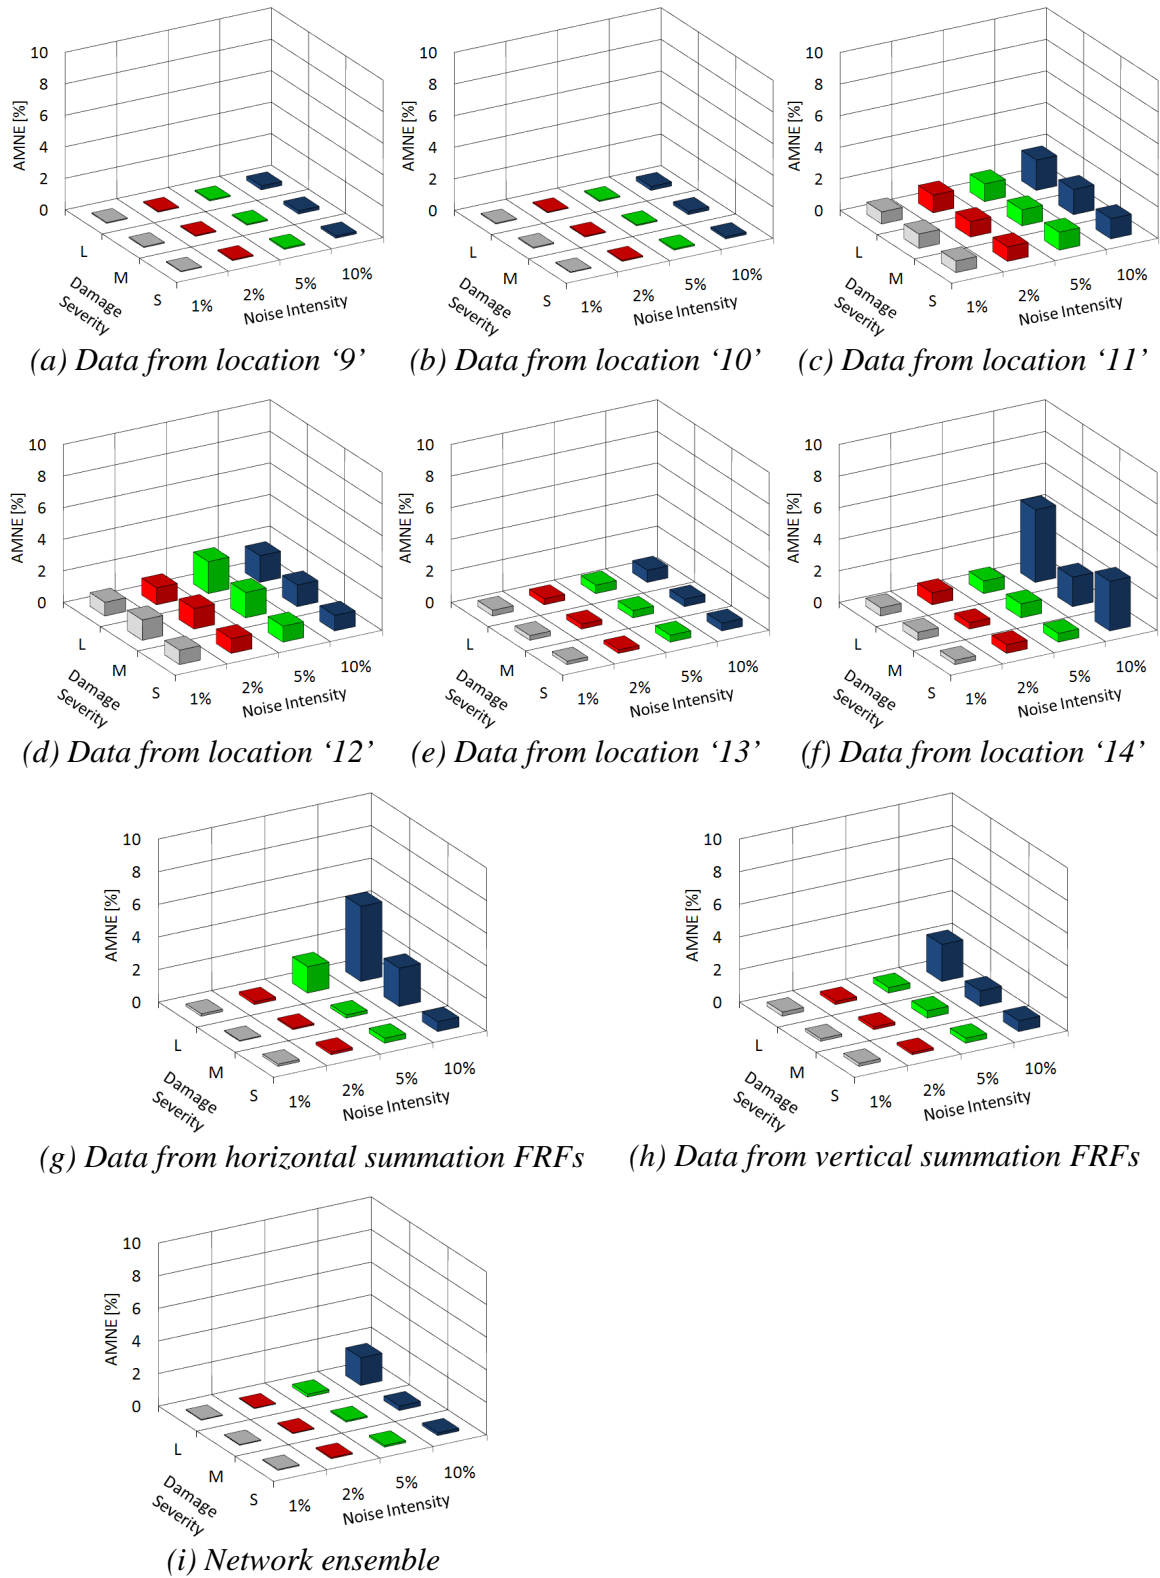 10 10 10
8 8 8
AMNE [%] 6 AMNE [%] 6 AMNE [%] 6
4 4 4
2 2 2
0 0 0
L L L
M M M
S S S
Damage Severity 1% 2% 5% 10% Noise Intensity Damage Severity 1% 2% 5% 10% Noise Intensity Damage Severity 1% 2% 5% 10% Noise Intensity
(a) Data from location ‘9’ (b) Data from location ‘10’ (c) Data from location ‘11’
10 10 10
8 8 8
AMNE [%] 6 AMNE [%] 6 AMNE [%] 6
4 4 4
2 2 2
0 0 0
L L L
M M M
S S S
Damage Severity 1% 2% 5% 10% Noise Intensity Damage Severity 1% 2% 5% 10% Noise Intensity Damage Severity 1% 2% 5% 10% Noise Intensity
(d) Data from location ‘12’ (e) Data from location ‘13’ (f) Data from location ‘14’
10 10
8 8
AMNE [%] 6 AMNE [%] 6
4 4
2 2
0 0
L L
M M
S S
Damage Severity 1% 2% 5% 10% Noise Intensity Damage Severity 1% 2% 5% 10% Noise Intensity
(g) Data from horizontal summation FRFs (h) Data from vertical summation FRFs
10
8
AMNE [%] 6
4
2
0
L
M
S
Damage Severity 1% 2% 5% 10% Noise Intensity
(i) Network ensemble